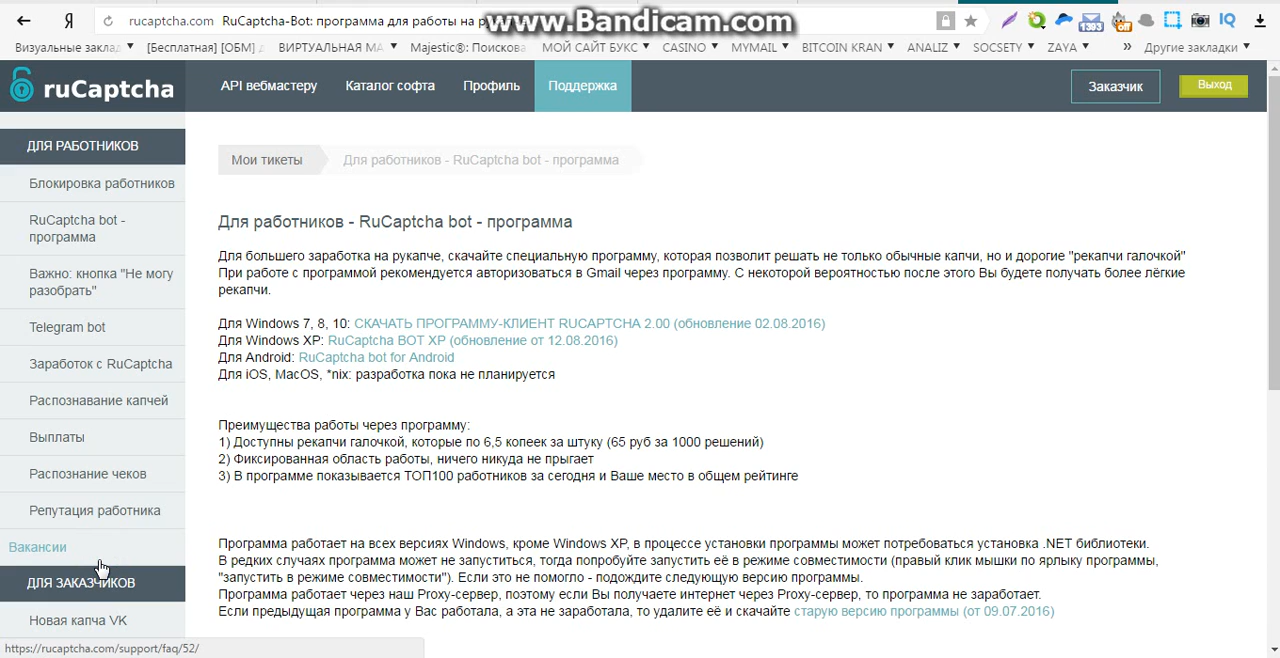 Я rucaptcha.com RuCaptcha-Bot: программа для работы на
www.Bandicam.com
1393 off IQ
Визуальные заклад [Бесплатная] [ОБМ] ВИРТУАЛЬНАЯ МА Majestic®: Поискова МОЙ САЙТ БУКС CASINO MYMAIL BITCOIN KRAN ANALIZ SOCSETY ZAYA » Другие закладки
ruCaptcha API вебмастеру Каталог софта Профиль Поддержка Заказчик Выход
ДЛЯ РАБОТНИКОВ
Блокировка работников
RuCaptcha bot -
программа
Важно: кнопка "Не могу
разобрать"
Telegram bot
Заработок с RuCaptcha
Распознавание капчей
Выплаты
Распознание чеков
Репутация работника
Вакансии
ДЛЯ ЗАКАЗЧИКОВ
Новая капча VK
https://rucaptcha.com/support/faq/52/
Мои тикеты Для работников - RuCaptcha bot - программа
Для работников - RuCaptcha bot - программа
Для большего заработка на рукапче, скачайте специальную программу, которая позволит решать не только обычные капчи, но и дорогие "рекапчи галочкой"
При работе с программой рекомендуется авторизоваться в Gmail через программу. С некоторой вероятностью после этого Вы будете получать более лёгкие
рекапчи.
Для Windows 7, 8, 10: СКАЧАТЬ ПРОГРАММУ-КЛИЕНТ RUCAPTCHA 2.00 (обновление 02.08.2016)
Для Windows XP: RuCaptcha BOT XP (обновление от 12.08.2016)
Для Android: RuCaptcha bot for Android
Для iOS, MacOS, *nix: разработка пока не планируется
Преимущества работы через программу:
1) Доступны рекапчи галочкой, которые по 6,5 копеек за штуку (65 руб за 1000 решений)
2) Фиксированная область работы, ничего никуда не прыгает
3) В программе показывается ТОП100 работников за сегодня и Ваше место в общем рейтинге
Программа работает на всех версиях Windows, кроме Windows XP, в процессе установки программы может потребоваться установка .NET библиотеки.
В редких случаях программа может не запуститься, тогда попробуйте запустить её в режиме совместимости (правый клик мышки по ярлыку программы,
"запустить в режиме совместимости"). Если это не помогло - подождите следующую версию программы.
Программа работает через наш Proxy-сервер, поэтому если Вы получаете интернет через Proxy-сервер, то программа не заработает.
Если предыдущая программа у Вас работала, а эта не заработала, то удалите её и скачайте старую версию программы (от 09.07.2016)